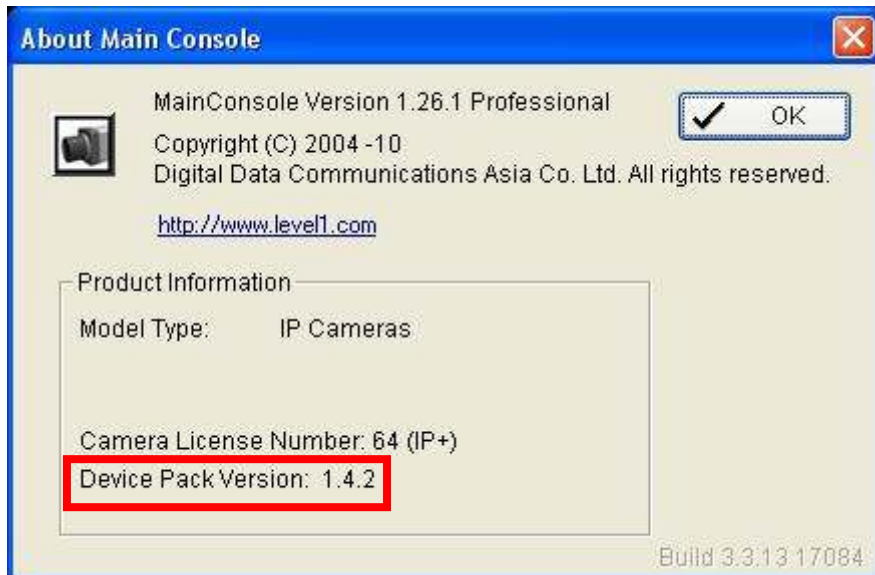 About Main Console
MainConsole Version 1.26.1 Professional
OK
Copyright (C) 2004 -10
Digital Data Communications Asia Co. Ltd. All rights reserved.
http://www.level1.com
Product Information
Model Type: IP Cameras
Camera License Number: 64 (IP+)
Device Pack Version: 1.4.2
Build 3.3.13 17084